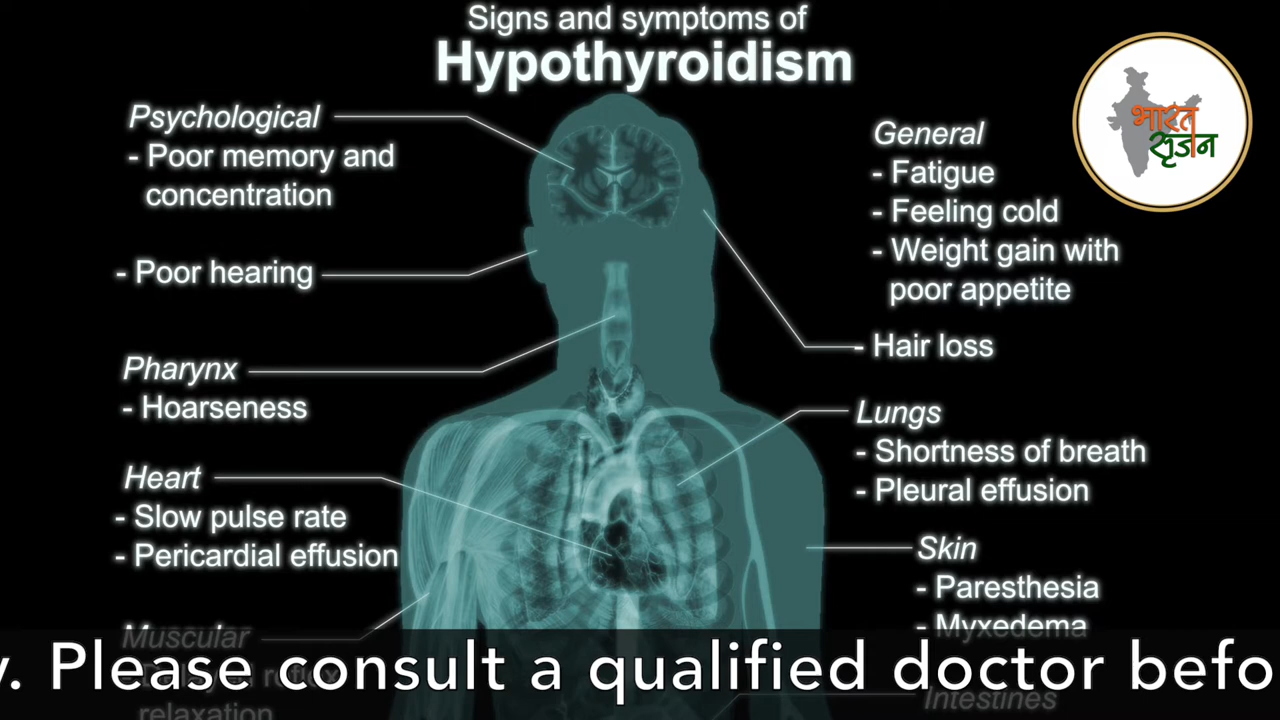 Signs and symptoms of
Hypothyroidism
Psychological
- Poor memory and
concentration
- Poor hearing
Pharynx
- Hoarseness
Heart
- Slow pulse rate
- Pericardial effusion
Muscular
relaxation
General
- Fatigue
- Feeling cold
- Weight gain with
poor appetite
- Hair loss
Lungs
- Shortness of breath
- Pleural effusion
Skin
- Paresthesia
- Myxedema
Intestines
भारत
सृजन
y. Please consult a qualified doctor befo